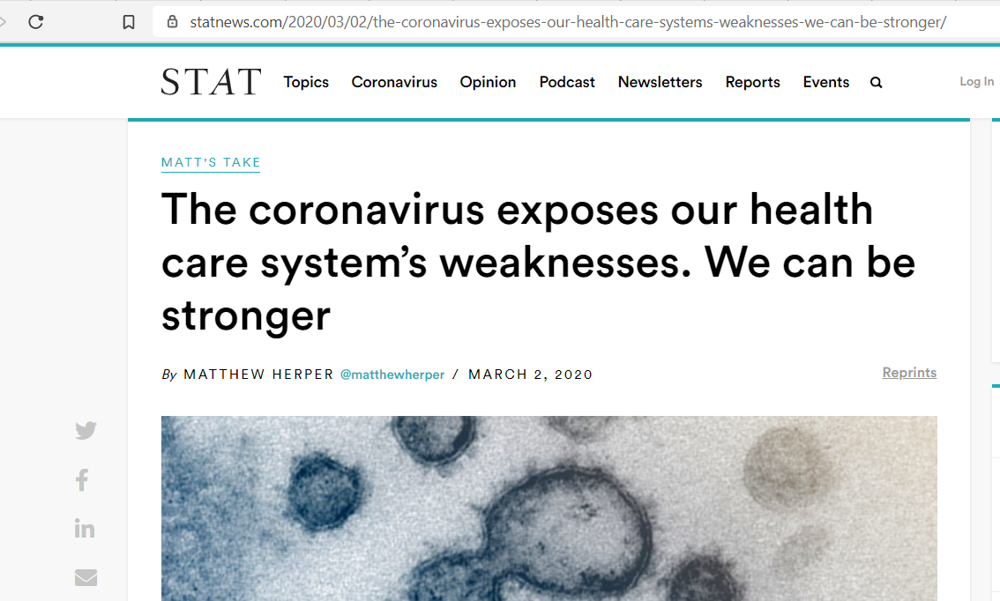 statnews.com/2020/03/02/the-coronavirus-exposes-our-health-care-systems-weaknesses-we-can-be-stronger/
STAT Topics Coronavirus Opinion Podcast Newsletters Reports Events Log In
MATT'S TAKE
The coronavirus exposes our health
care system’s weaknesses. We can be
stronger
By MATTHEW HERPER @matthewherper / MARCH 2, 2020 Reprints